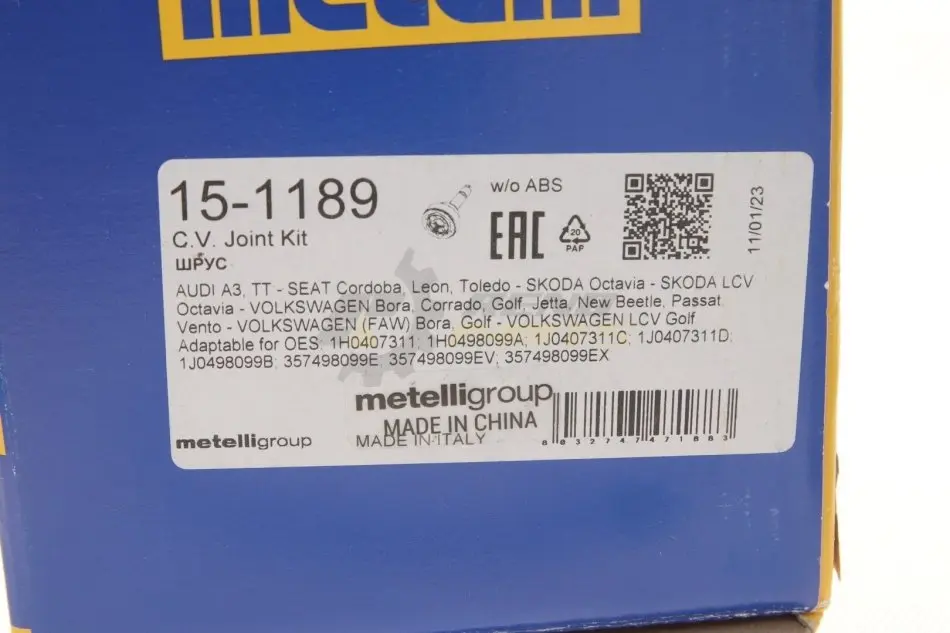 metelli
15-1189
w/o ABS
C.V. Joint Kit
ШРУС
EAC
20
PAP
11/01/23
AUDI A3, TT - SEAT Cordoba, Leon, Toledo - SKODA Octavia - SKODA LCV
Octavia - VOLKSWAGEN Bora, Corrado, Golf, Jetta, New Beetle, Passat,
Vento - VOLKSWAGEN (FAW) Bora, Golf - VOLKSWAGEN LCV Golf
Adaptable for OES: 1H0407311; 1H0498099A; 1J0407311C; 1J0407311D;
1J0498099B; 357498099E; 357498099EV; 357498099EX
metelligroup
MADE IN CHINA
metelligroup
MADE IN ITALY
8032747471883